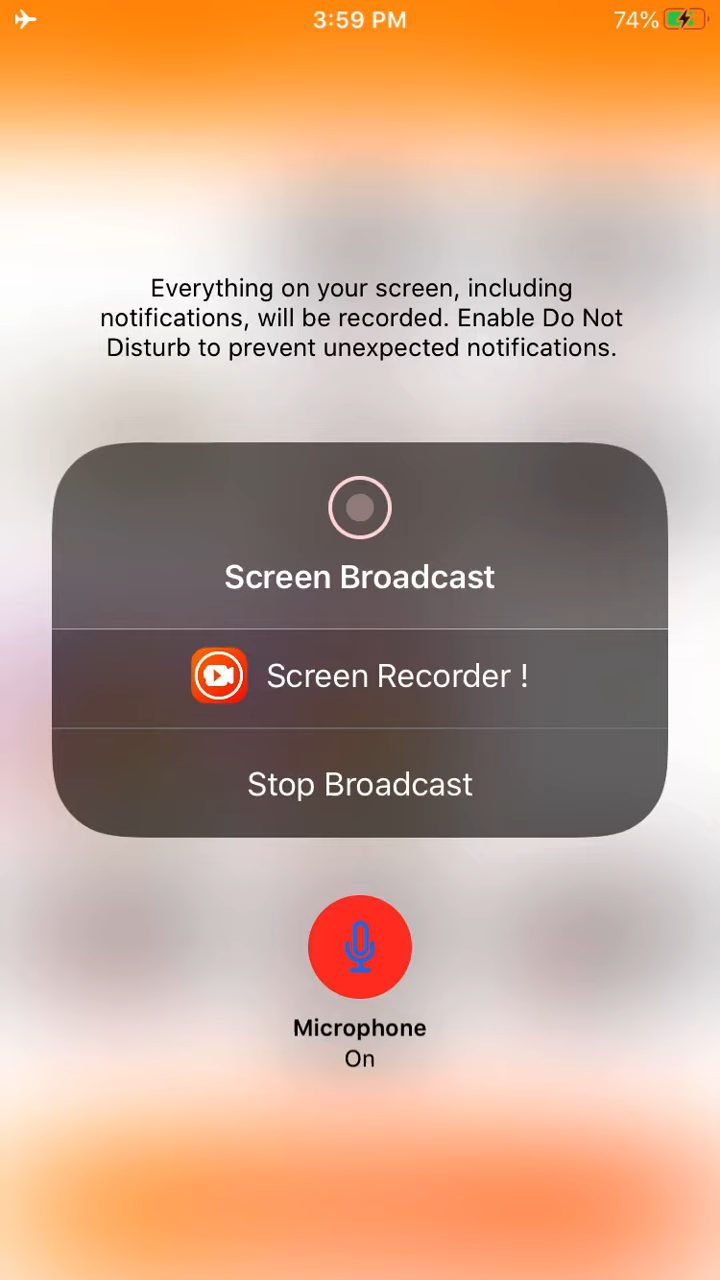 3:59 PM
74%
Everything on your screen, including
notifications, will be recorded. Enable Do Not
Disturb to prevent unexpected notifications.
Screen Broadcast
Screen Recorder !
Stop Broadcast
Microphone
On